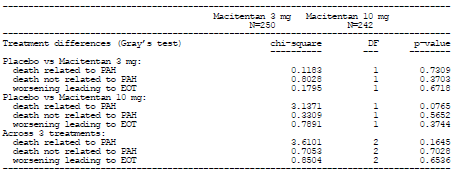 Macitentan 3 mg Macitentan 10 mg
N=250 N=242
Treatment differences (Gray's test) chi-square DF p-value
Placebo vs Macitentan 3 mg:
death related to PAH 0.1183 1 0.7309
death not related to PAH 0.8028 1 0.3703
worsening leading to EOT 0.1795 1 0.6718
Placebo vs Macitentan 10 mg:
death related to PAH 3.1371 1 0.0765
death not related to PAH 0.3309 1 0.5652
worsening leading to EOT 0.7891 1 0.3744
Across 3 treatments:
death related to PAH 3.6101 2 0.1645
death not related to PAH 0.7053 2 0.7028
worsening leading to EOT 0.8504 2 0.6536